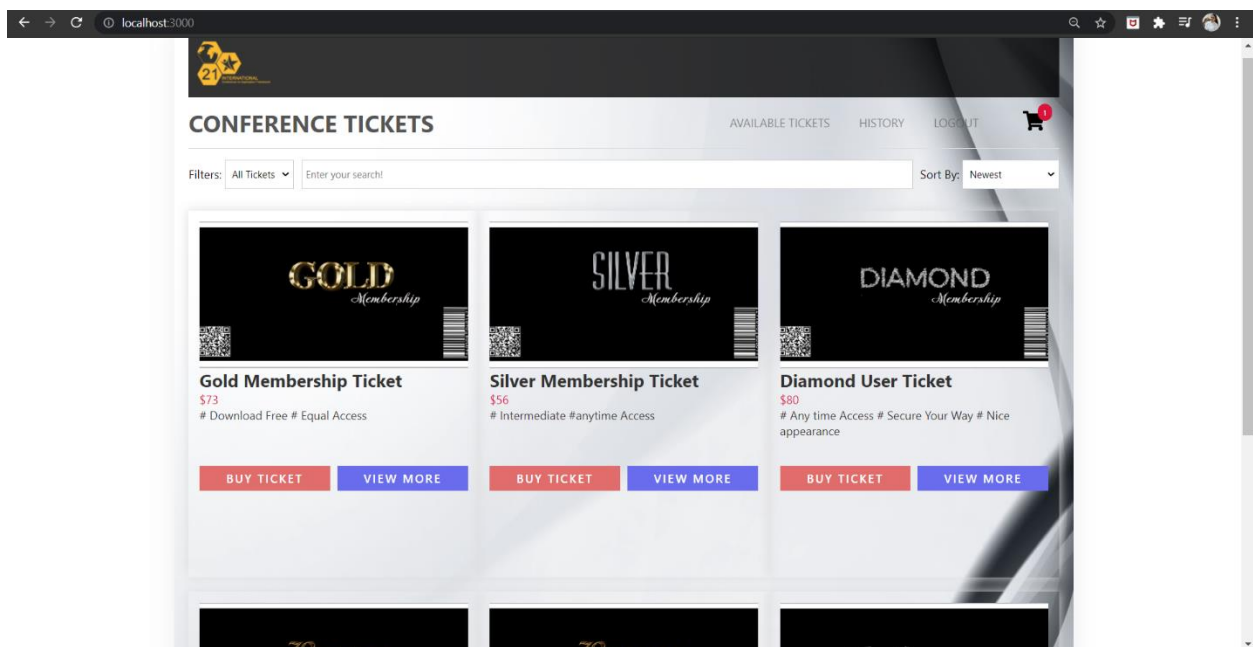 localhost:3000
21
INTERNATIONAL
CONFERENCE TICKETS
AVAILABLE TICKETS
HISTORY
LOGOUT
1
Filters:
All Tickets
Enter your search!
Sort By:
Newest
GOLD
Membership
SILVER
Membership
DIAMOND
Membership
Gold Membership Ticket
$73
# Download Free # Equal Access
BUY TICKET
VIEW MORE
Silver Membership Ticket
$56
# Intermediate #anytime Access
BUY TICKET
VIEW MORE
Diamond User Ticket
$80
# Any time Access # Secure Your Way # Nice
appearance
BUY TICKET
VIEW MORE